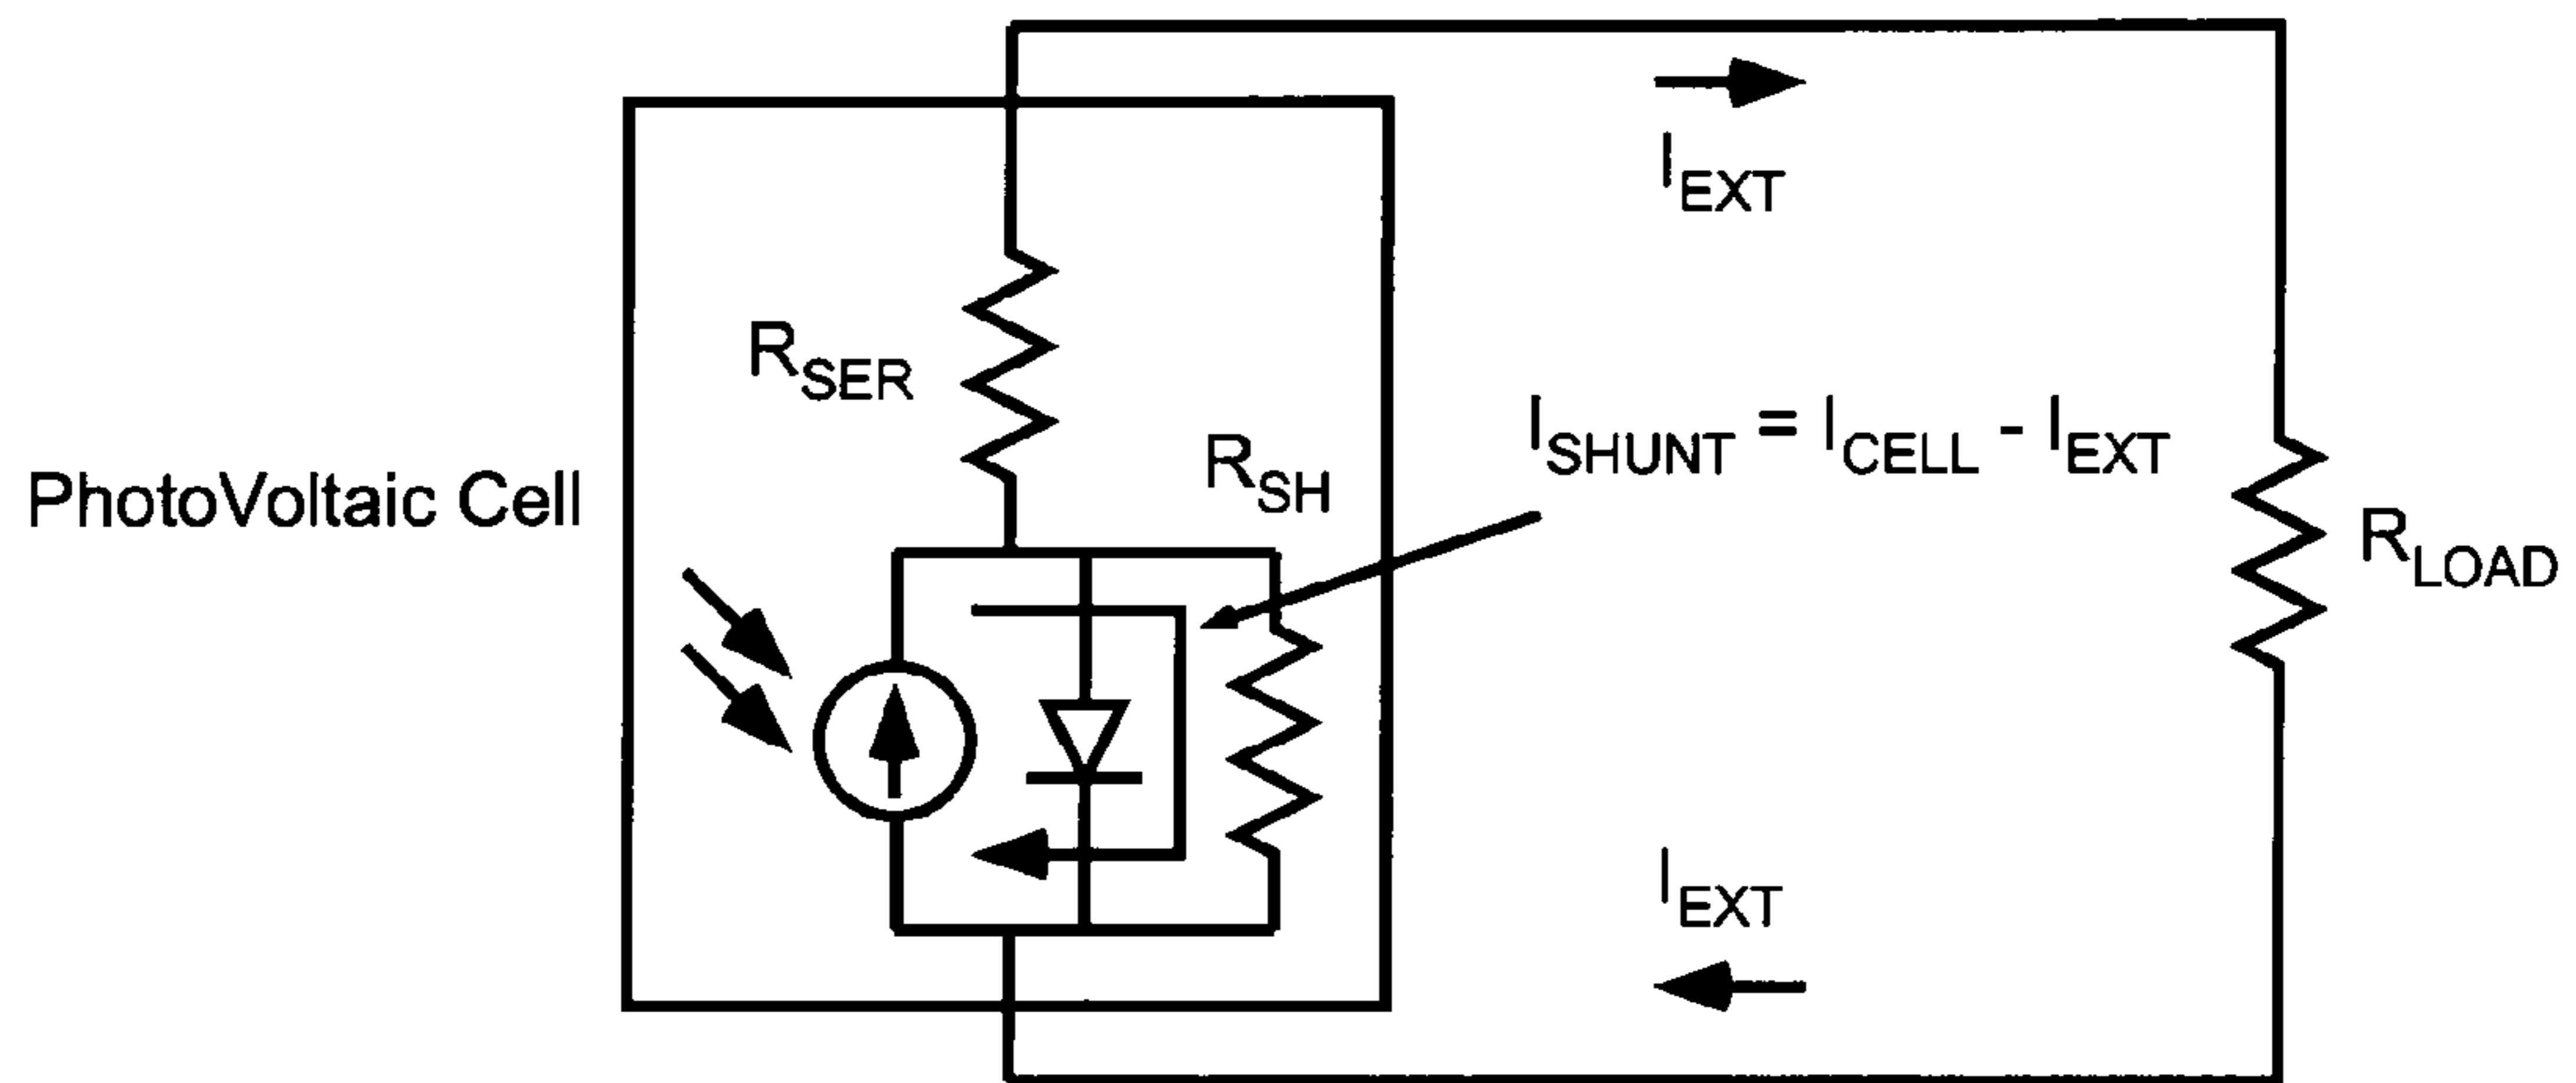 I_EXT
R_SER
I_SHUNT = I_CELL - I_EXT
R_SH
PhotoVoltaic Cell
R_LOAD
I_EXT